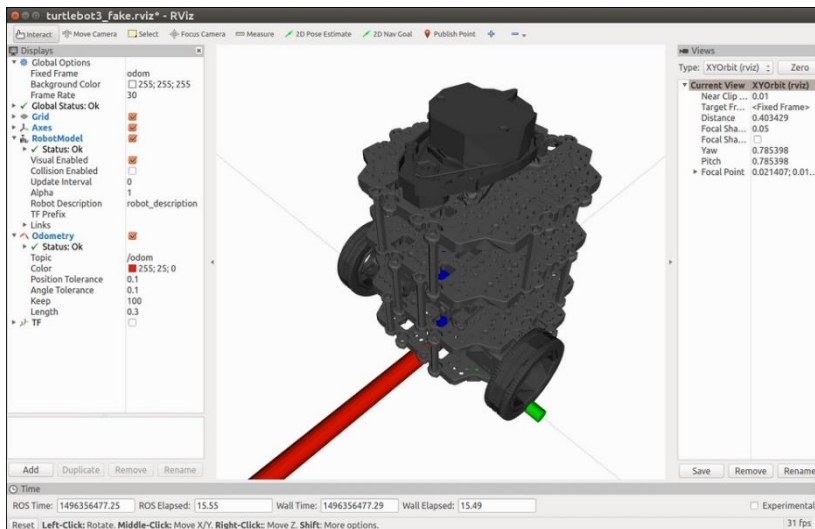 turtlebot3_fake.rviz* - RViz
Interact Move Camera Select Focus Camera Measure 2D Pose Estimate 2D Nav Goal Publish Point
Displays
Global Options
Fixed Frame odom
Background Color 255; 255; 255
Frame Rate 30
Global Status: Ok
Grid
Axes
RobotModel
Status: Ok
Visual Enabled
Collision Enabled
Update Interval 0
Alpha 1
Robot Description robot_description
TF Prefix
Links
Odometry
Status: Ok
Topic /odom
Color 255; 25; 0
Position Tolerance 0.1
Angle Tolerance 0.1
Keep 100
Length 0.3
TF
Add Duplicate Remove Rename
Views
Type: XYOrbit (rviz) Zero
Current View XYOrbit (rviz)
Near Clip ... 0.01
Target Fr... <Fixed Frame>
Distance 0.403429
Focal Sha... 0.05
Focal Sha...
Yaw 0.785398
Pitch 0.785398
Focal Point 0.021407; 0.01...
Save Remove Rename
Time
ROS Time: 1496356477.25 ROS Elapsed: 15.55 Wall Time: 1496356477.29 Wall Elapsed: 15.49 Experimental
Reset Left-Click: Rotate. Middle-Click: Move X/Y. Right-Click:: Move Z. Shift: More options. 31 fps